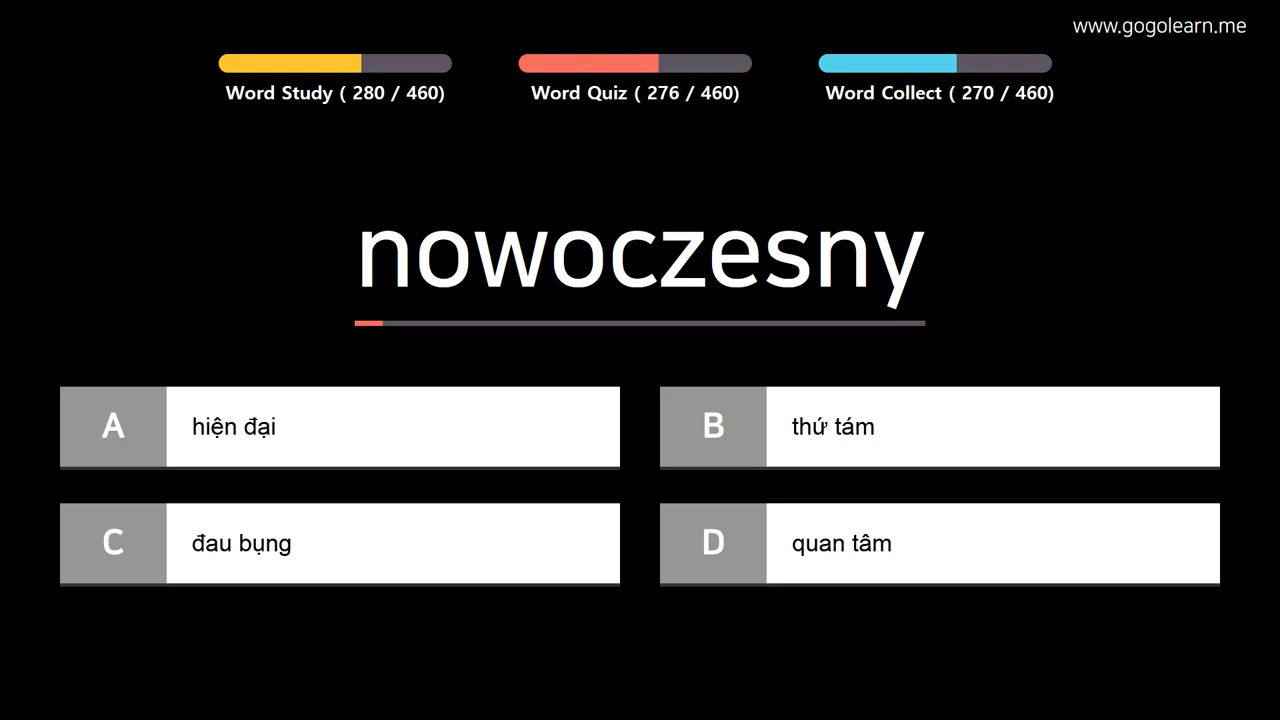 www.gogolearn.me
Word Study ( 280 / 460)
Word Quiz ( 276 / 460)
Word Collect ( 270 / 460)
nowoczesny
A hiện đại
B thứ tám
C đau bụng
D quan tâm